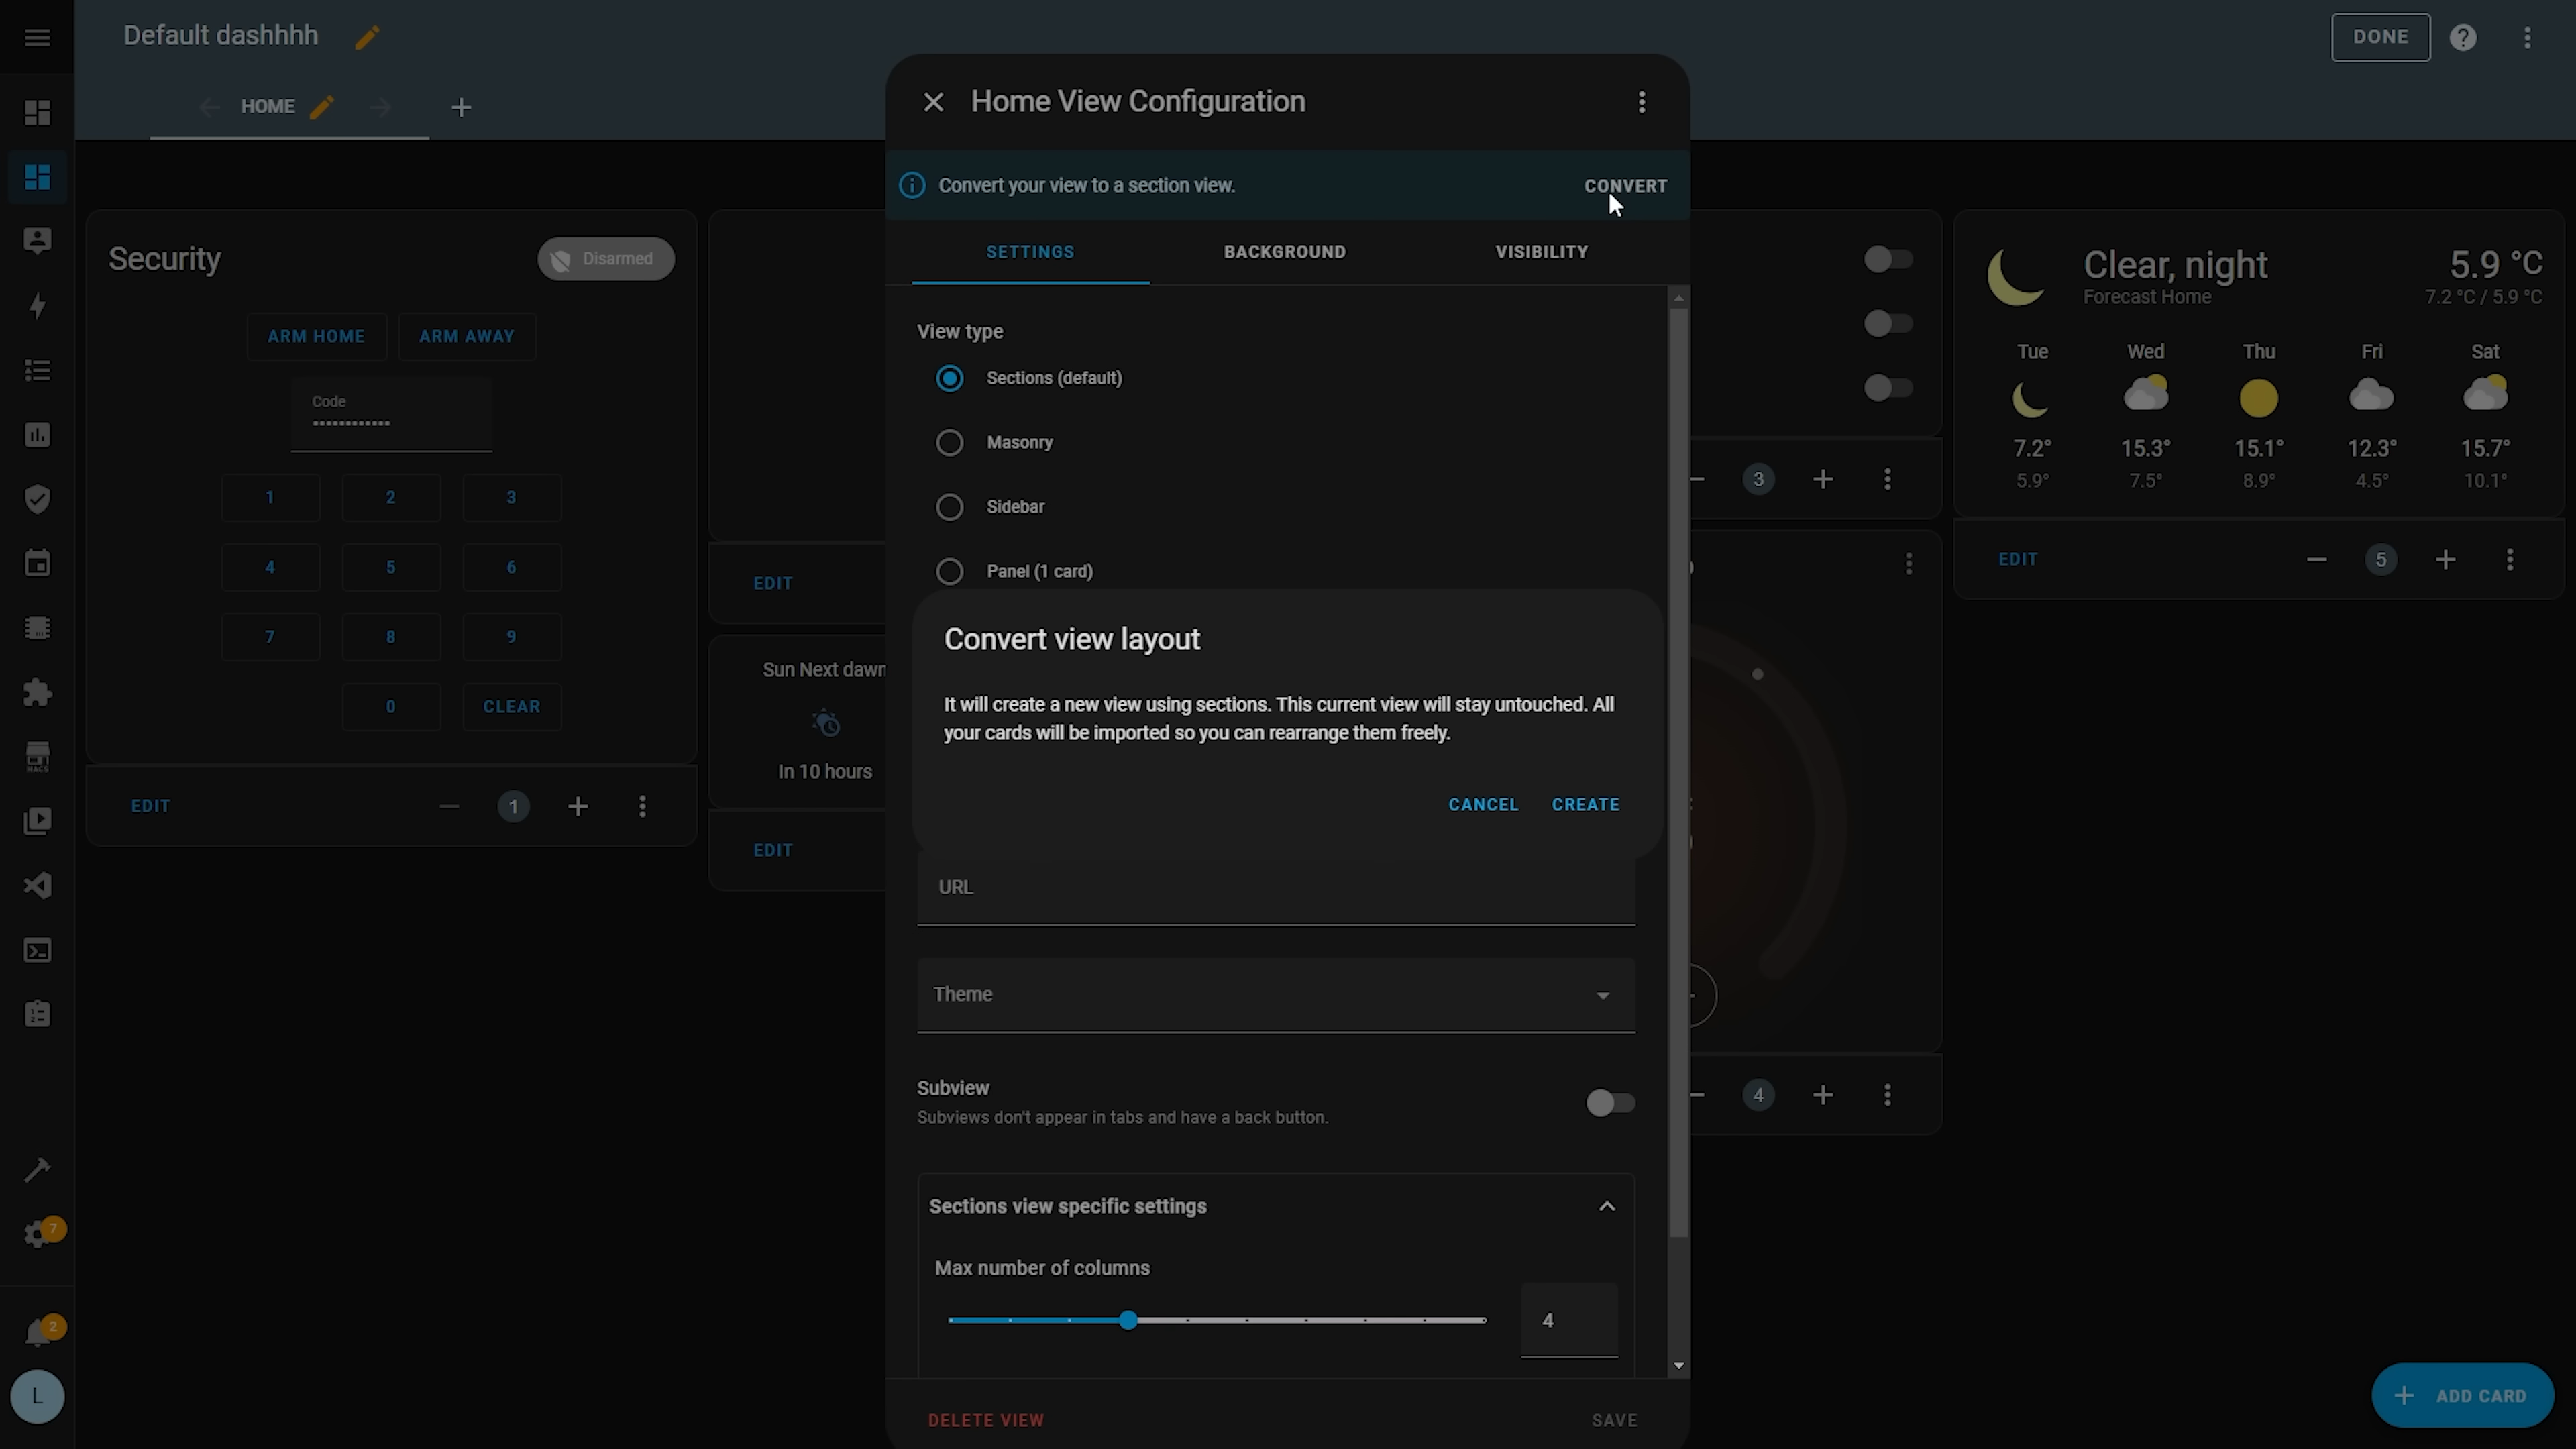 Default dashhhh
DONE
HOME
Home View Configuration
Convert your view to a section view.
CONVERT
SETTINGS
BACKGROUND
VISIBILITY
View type
Sections (default)
Masonry
Sidebar
Panel (1 card)
Convert view layout
It will create a new view using sections. This current view will stay untouched. All
your cards will be imported so you can rearrange them freely.
CANCEL
CREATE
URL
Theme
Subview
Subviews don't appear in tabs and have a back button.
Sections view specific settings
Max number of columns
4
DELETE VIEW
SAVE
Security
Disarmed
ARM HOME
ARM AWAY
Code
1
2
3
4
5
6
7
8
9
0
CLEAR
EDIT
1
EDIT
Sun Next dawn
In 10 hours
EDIT
3
4
Clear, night
5.9 °C
Forecast Home
7.2 °C / 5.9 °C
Tue
Wed
Thu
Fri
Sat
7.2°
15.3°
15.1°
12.3°
15.7°
5.9°
7.5°
8.9°
4.5°
10.1°
EDIT
5
HACS
7
2
L
ADD CARD